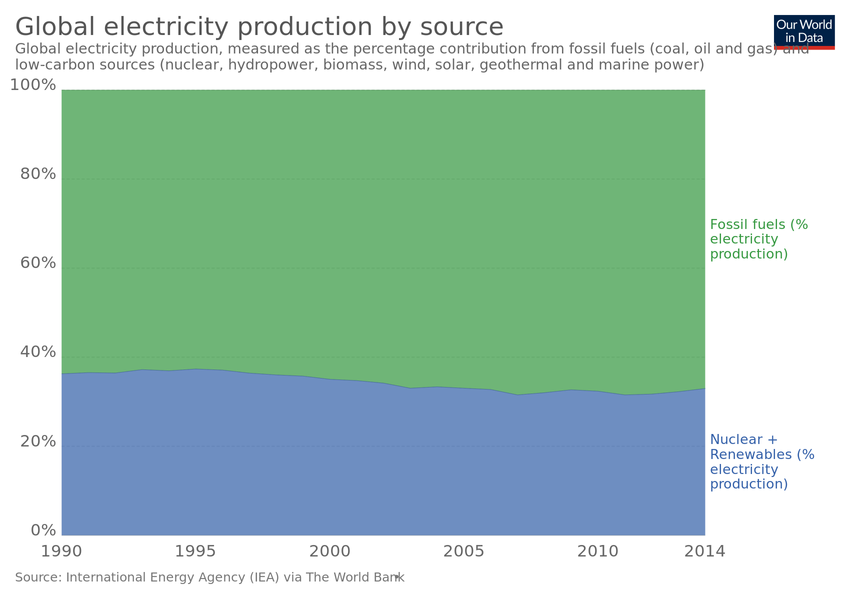 Global electricity production by source
Our World
in Data
Global electricity production, measured as the percentage contribution from fossil fuels (coal, oil and gas) and
low-carbon sources (nuclear, hydropower, biomass, wind, solar, geothermal and marine power)
100%
80%
60%
40%
20%
0%
Fossil fuels (%
electricity
production)
Nuclear +
Renewables (%
electricity
production)
1990
1995
2000
2005
2010
2014
Source: International Energy Agency (IEA) via The World Bank